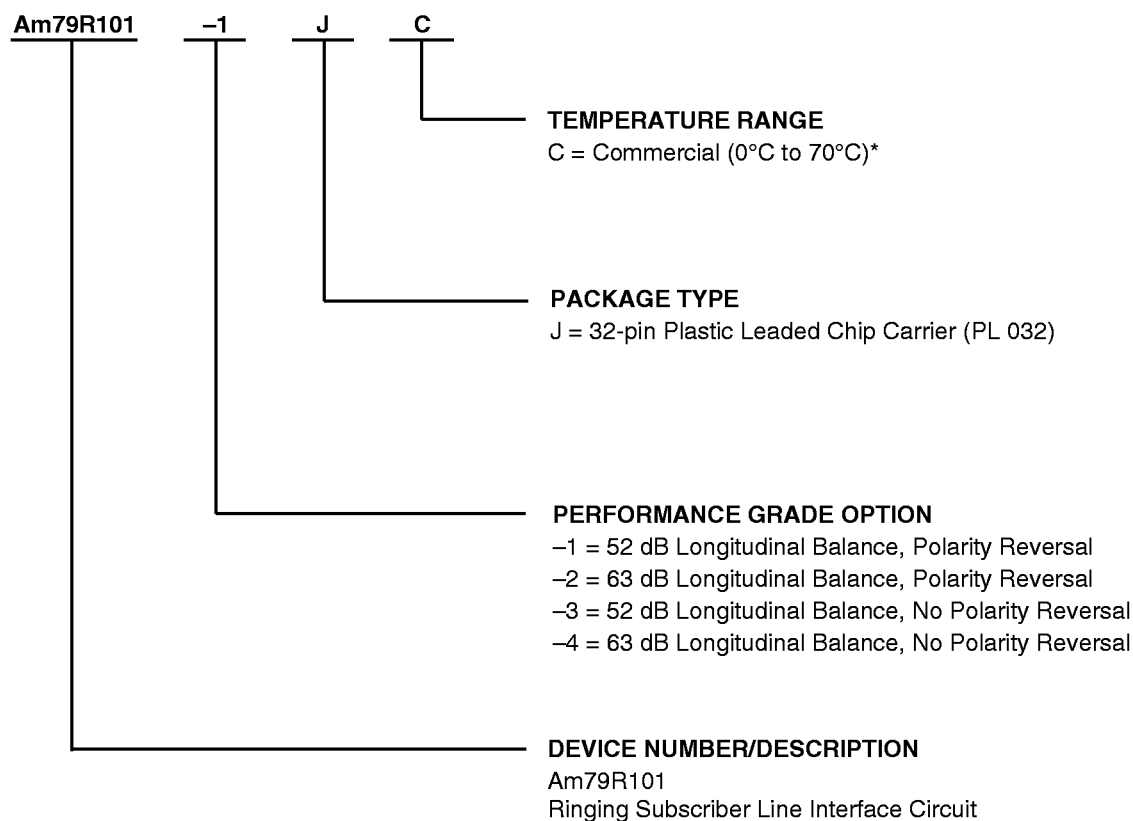 Am79R101 –1 J C
TEMPERATURE RANGE
C = Commercial (0°C to 70°C)*
PACKAGE TYPE
J = 32-pin Plastic Leaded Chip Carrier (PL 032)
PERFORMANCE GRADE OPTION
–1 = 52 dB Longitudinal Balance, Polarity Reversal
–2 = 63 dB Longitudinal Balance, Polarity Reversal
–3 = 52 dB Longitudinal Balance, No Polarity Reversal
–4 = 63 dB Longitudinal Balance, No Polarity Reversal
DEVICE NUMBER/DESCRIPTION
Am79R101
Ringing Subscriber Line Interface Circuit